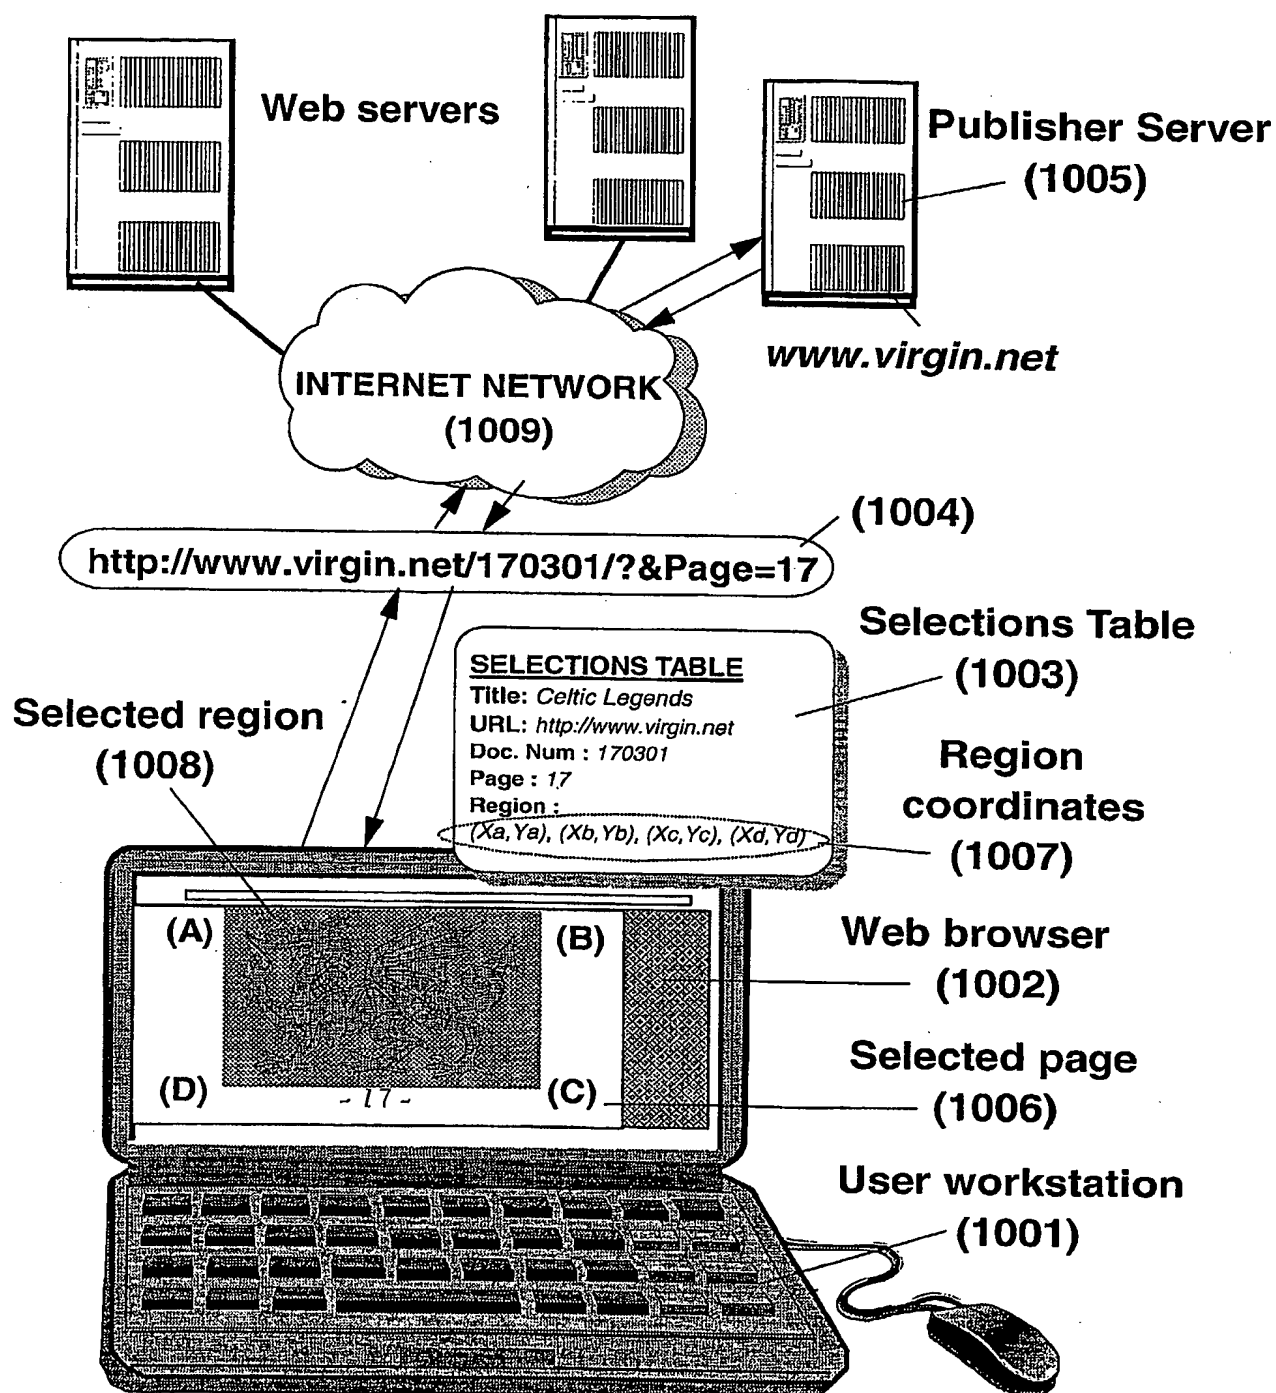 Web servers
Publisher Server
(1005)
www.virgin.net
INTERNET NETWORK
(1009)
(1004)
http://www.virgin.net/170301/?&Page=17
Selections Table
(1003)
SELECTIONS TABLE
Title: Celtic Legends
URL: http://www.virgin.net
Doc. Num : 170301
Page : 17
Region :
(Xa,Ya), (Xb,Yb), (Xc,Yc), (Xd,Yd)
Selected region
(1008)
Region
coordinates
(1007)
(A)
(B)
Web browser
(1002)
(D)
- 17 -
(C)
Selected page
(1006)
User workstation
(1001)